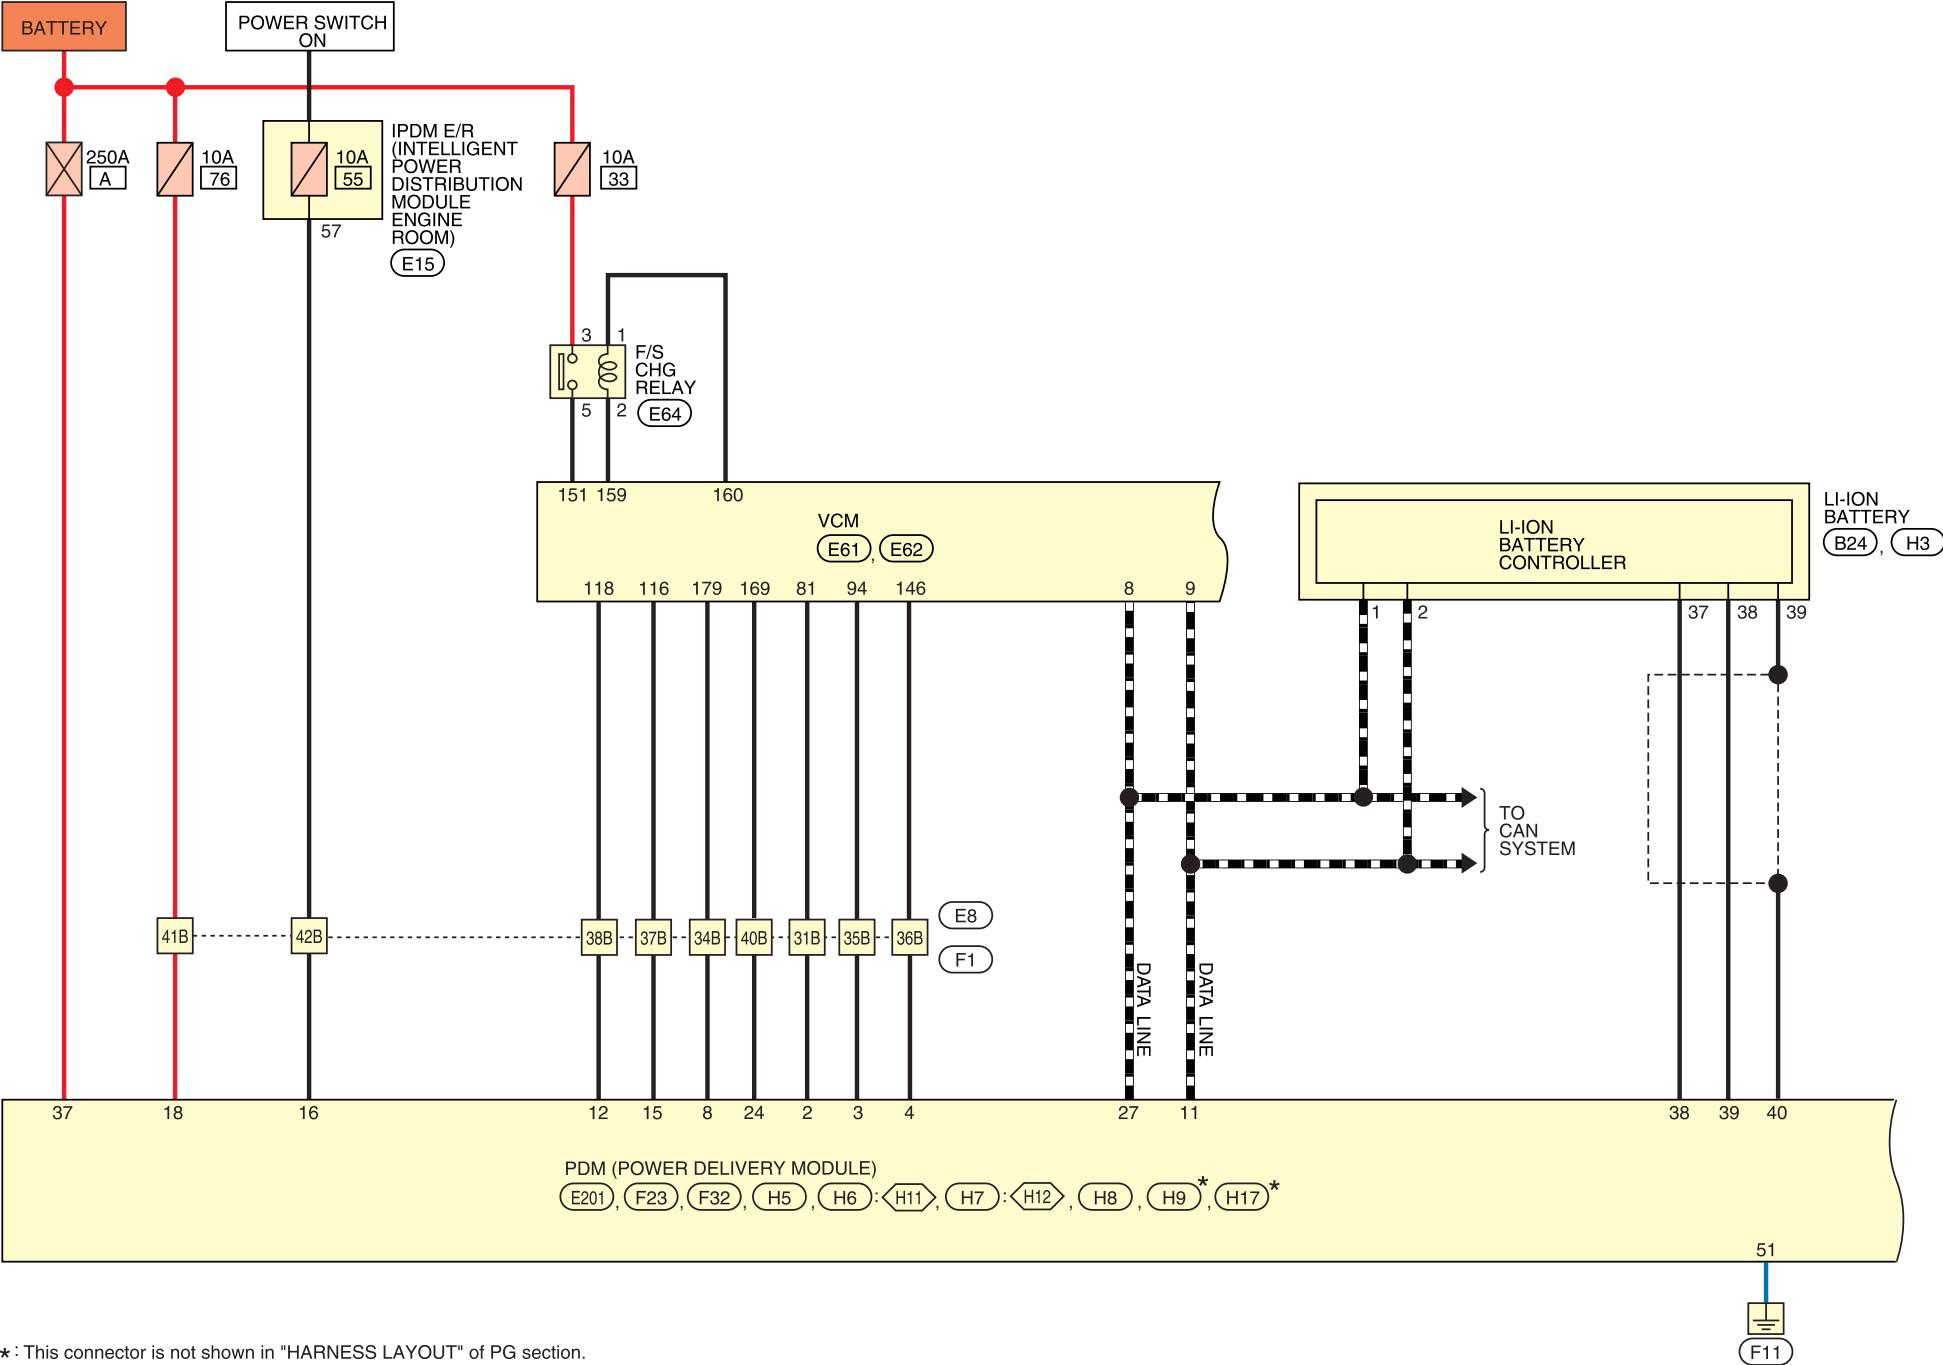 BATTERY
POWER SWITCH
ON
250A
A
10A
76
10A
55
57
IPDM E/R
(INTELLIGENT
POWER
DISTRIBUTION
MODULE
ENGINE
ROOM)
E15
10A
33
3 1
F/S
CHG
RELAY
E64
5 2
151 159 160
VCM
E61 , E62
118 116 179 169 81 94 146 8 9
LI-ION
BATTERY
CONTROLLER
LI-ION
BATTERY
B24 , H3
1 2 37 38 39
TO
CAN
SYSTEM
41B 42B 38B 37B 34B 40B 31B 35B 36B
E8
F1
DATA LINE
DATA LINE
37 18 16 12 15 8 24 2 3 4 27 11 38 39 40
PDM (POWER DELIVERY MODULE)
E201 , F23 , F32 , H5 , H6 : H11 , H7 : H12 , H8 , H9 * , H17 *
51
F11
* : This connector is not shown in "HARNESS LAYOUT" of PG section.